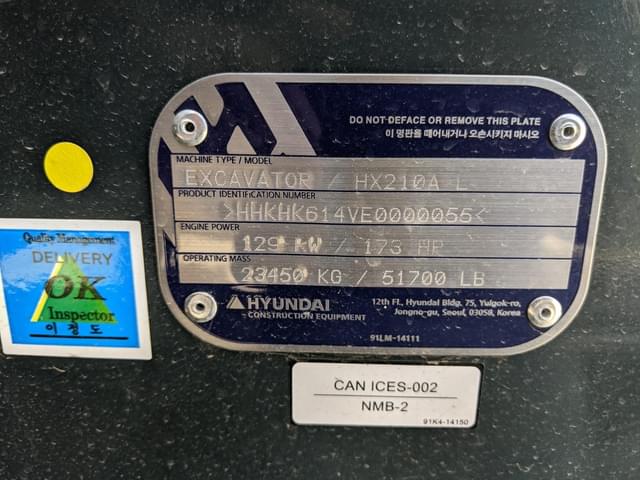 DO NOT DEFACE OR REMOVE THIS PLATE
이 명판을 떼어내거나 오손시키지 마시오
MACHINE TYPE / MODEL
EXCAVATOR / HX210A L
PRODUCT IDENTIFICATION NUMBER
>HHKHK614VE0000055<
ENGINE POWER
129 KW / 173 HP
OPERATING MASS
23450 KG / 51700 LB
HYUNDAI
CONSTRUCTION EQUIPMENT
12th Fl., Hyundai Bldg. 75, Yulgok-ro,
Jongno-gu, Seoul, 03058, Korea
91LM-14111
Quality Management
DELIVERY
OK
Inspector
이정도
CAN ICES-002
NMB-2
91K4-14150